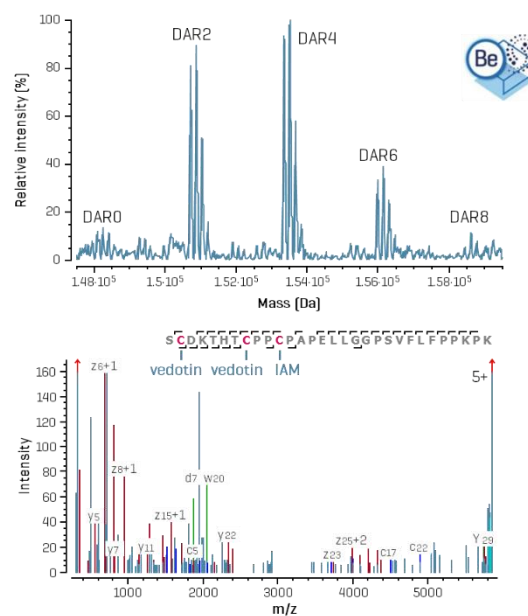 DAR0
DAR2
DAR4
DAR6
DAR8
Be
Relative intensity [%]
100
80
60
40
20
0
1.48·10⁵
1.51·10⁵
1.52·10⁵
1.54·10⁵
1.56·10⁵
1.58·10⁵
Mass [Da]
SCDKTHTCPPCPAPELLGGPSVFLFPPKPK
vedotin vedotin IAM
Intensity
160
140
120
100
80
60
40
20
0
z6+1
z8+1
y5
y7
y11
z15+1
d7
w20
c5
y22
z23
z25+2
c17
c22
y29
5+
1000
2000
3000
4000
5000
m/z